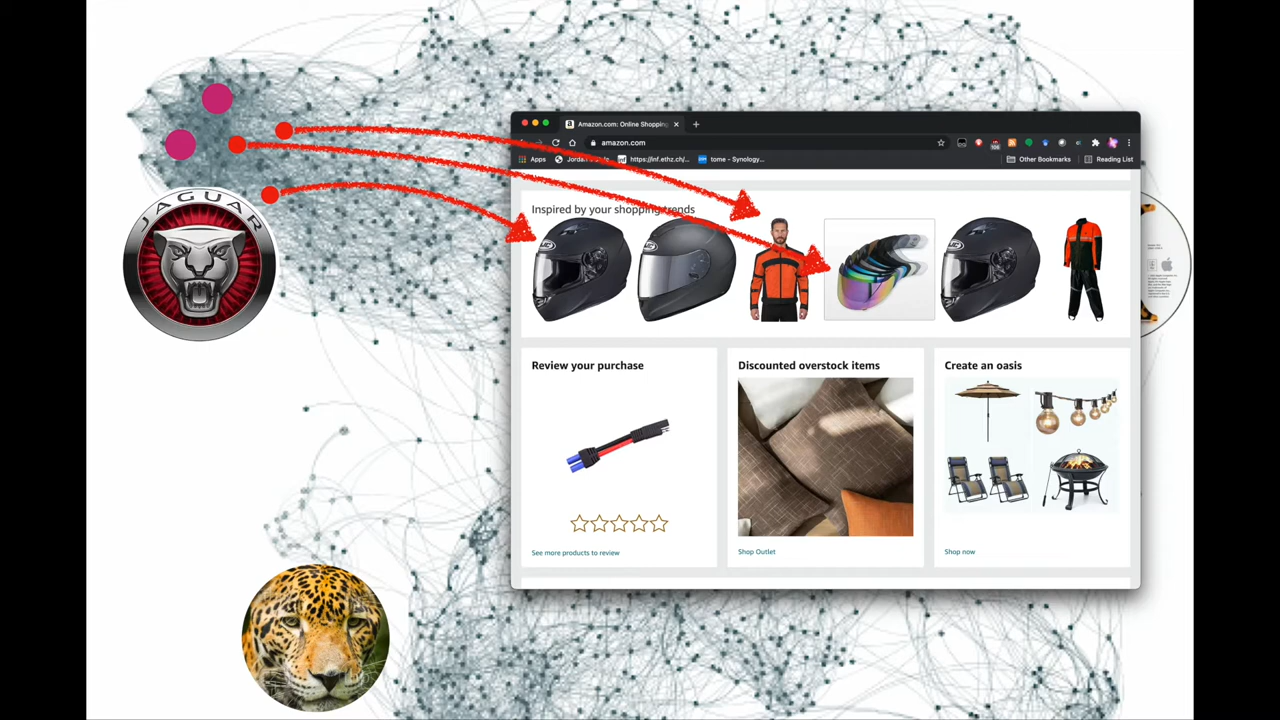 Amazon.com: Online Shopping
amazon.com
Apps
https://inf.ethz.ch/...
tome - Synology...
Other Bookmarks
Reading List
JAGUAR
Inspired by your shopping trends
Review your purchase
Discounted overstock items
Create an oasis
See more products to review
Shop Outlet
Shop now